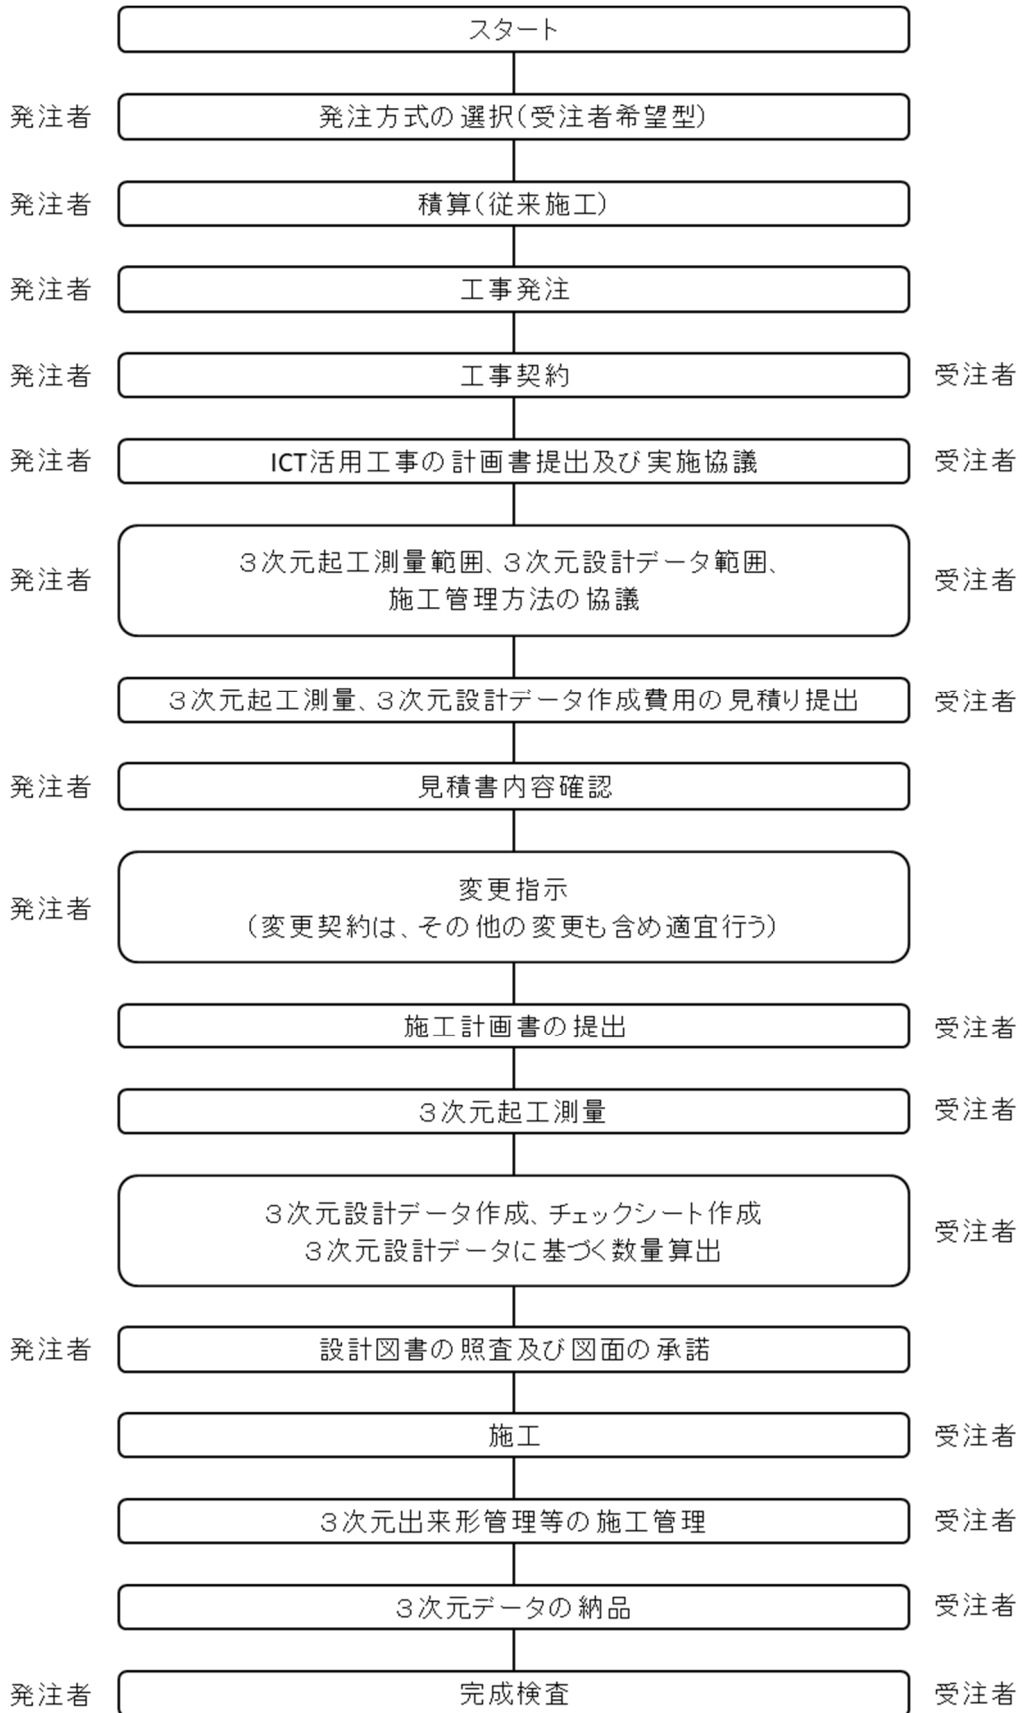 スタート
発注者 発注方式の選択(受注者希望型)
発注者 積算(従来施工)
発注者 工事発注
発注者 工事契約 受注者
発注者 ICT活用工事の計画書提出及び実施協議 受注者
3次元起工測量範囲、3次元設計データ範囲、
発注者 施工管理方法の協議 受注者
3次元起工測量、3次元設計データ作成費用の見積り提出 受注者
発注者 見積書内容確認
変更指示
発注者 (変更契約は、その他の変更も含め適宜行う)
施工計画書の提出 受注者
3次元起工測量 受注者
3次元設計データ作成、チェックシート作成
3次元設計データに基づく数量算出 受注者
発注者 設計図書の照査及び図面の承諾
施工 受注者
3次元出来形管理等の施工管理 受注者
3次元データの納品 受注者
発注者 完成検査 受注者